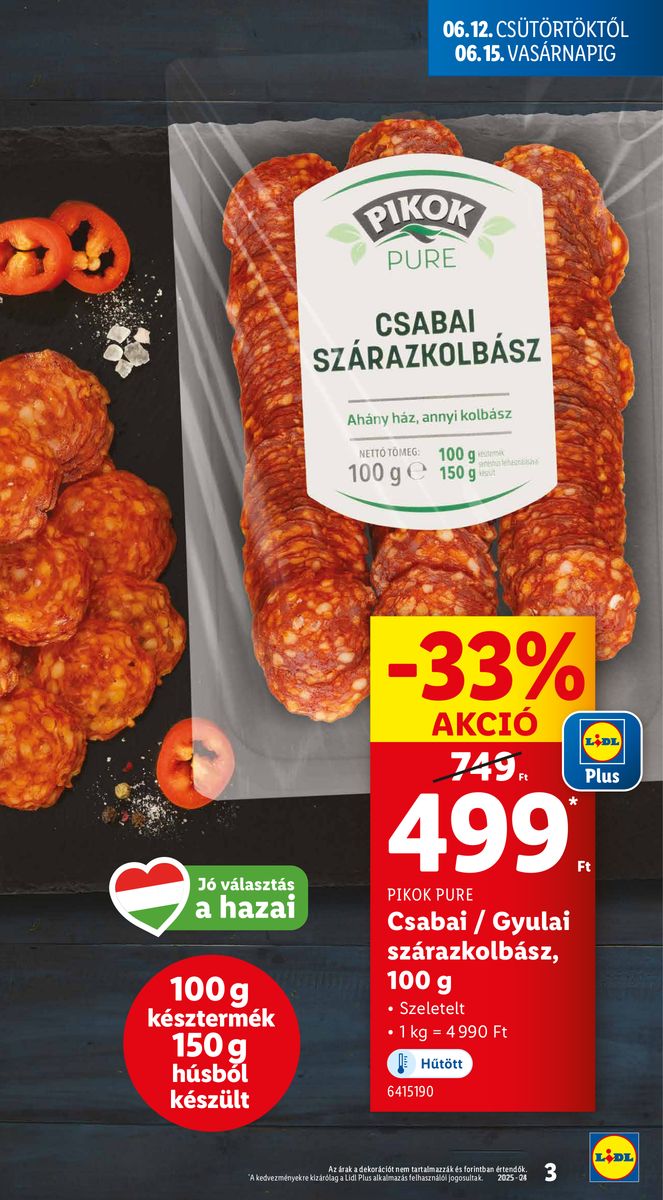 06.12. CSÜTÖRTÖKTŐL
06.15. VASÁRNAPIG
PIKOK
PURE
CSABAI
SZÁRAZKOLBÁSZ
Ahány ház, annyi kolbász
NETTÓ TÖMEG:
100 g ℮
100 g késztermék
150 g
készült
-33%
AKCIÓ
749 Ft
LIDL
Plus
499* Ft
PIKOK PURE
Csabai / Gyulai
szárazkolbász,
100 g
• Szeletelt
• 1 kg = 4 990 Ft
Hűtött
6415190
Jó választás
a hazai
100 g
késztermék
150 g
húsból
készült
Az árak a dekorációt nem tartalmazzák és forintban értendők.
*A kedvezményekre kizárólag a Lidl Plus alkalmazás felhasználói jogosultak. 2025 - 24
3
LIDL